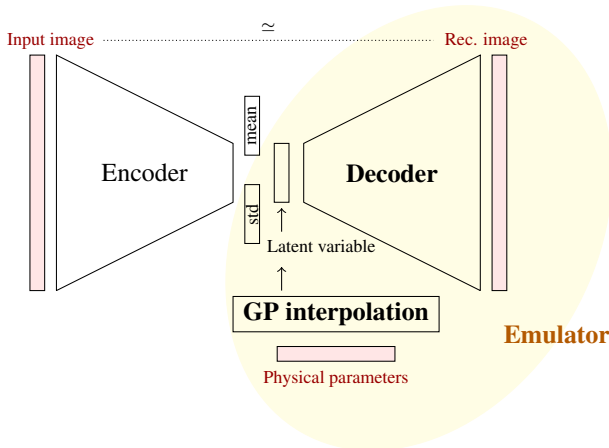 ≃
Input image
Rec. image
mean
Encoder
Decoder
std
Latent variable
GP interpolation
Emulator
Physical parameters